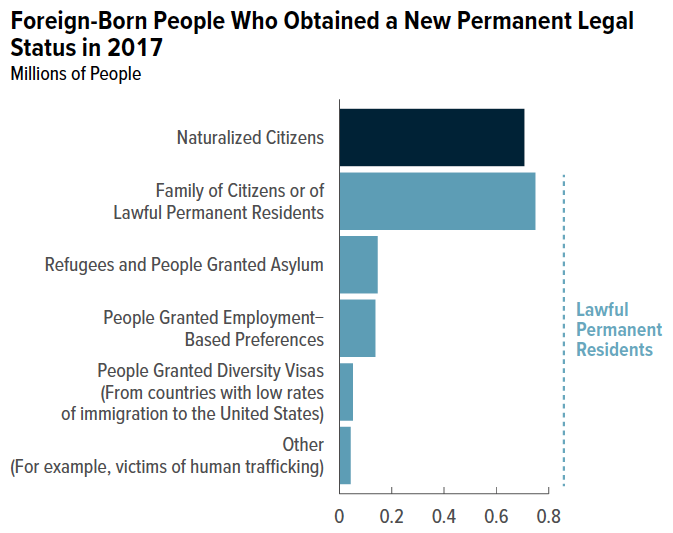 Foreign-Born People Who Obtained a New Permanent Legal
Status in 2017
Millions of People
Naturalized Citizens
Family of Citizens or of
Lawful Permanent Residents
Refugees and People Granted Asylum
People Granted Employment–
Based Preferences
People Granted Diversity Visas
(From countries with low rates
of immigration to the United States)
Other
(For example, victims of human trafficking)
Lawful
Permanent
Residents
0 0.2 0.4 0.6 0.8